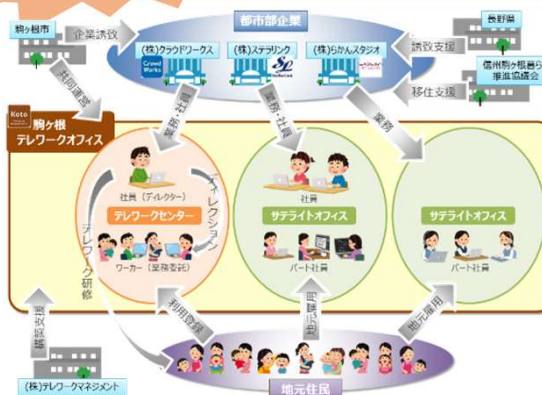 都市部企業
駒ヶ根市
企業誘致
(株)クラウドワークス
(株)ステラリンク
(株)らかんスタジオ
長野県
誘致支援
Crowd Works
共同運営
信州駒ヶ根暮らし
推進協議会
移住支援
業務・社員
業務・社員
業務
Koto
駒ヶ根
テレワークオフィス
社員 (ディレクター)
社員
ディレクション
テレワークセンター
サテライトオフィス
サテライトオフィス
ワーカー (業務委託)
パート社員
パート社員
テレワーク研修
構築支援
利用登録
地元雇用
地元雇用
(株)テレワークマネジメント
地元住民